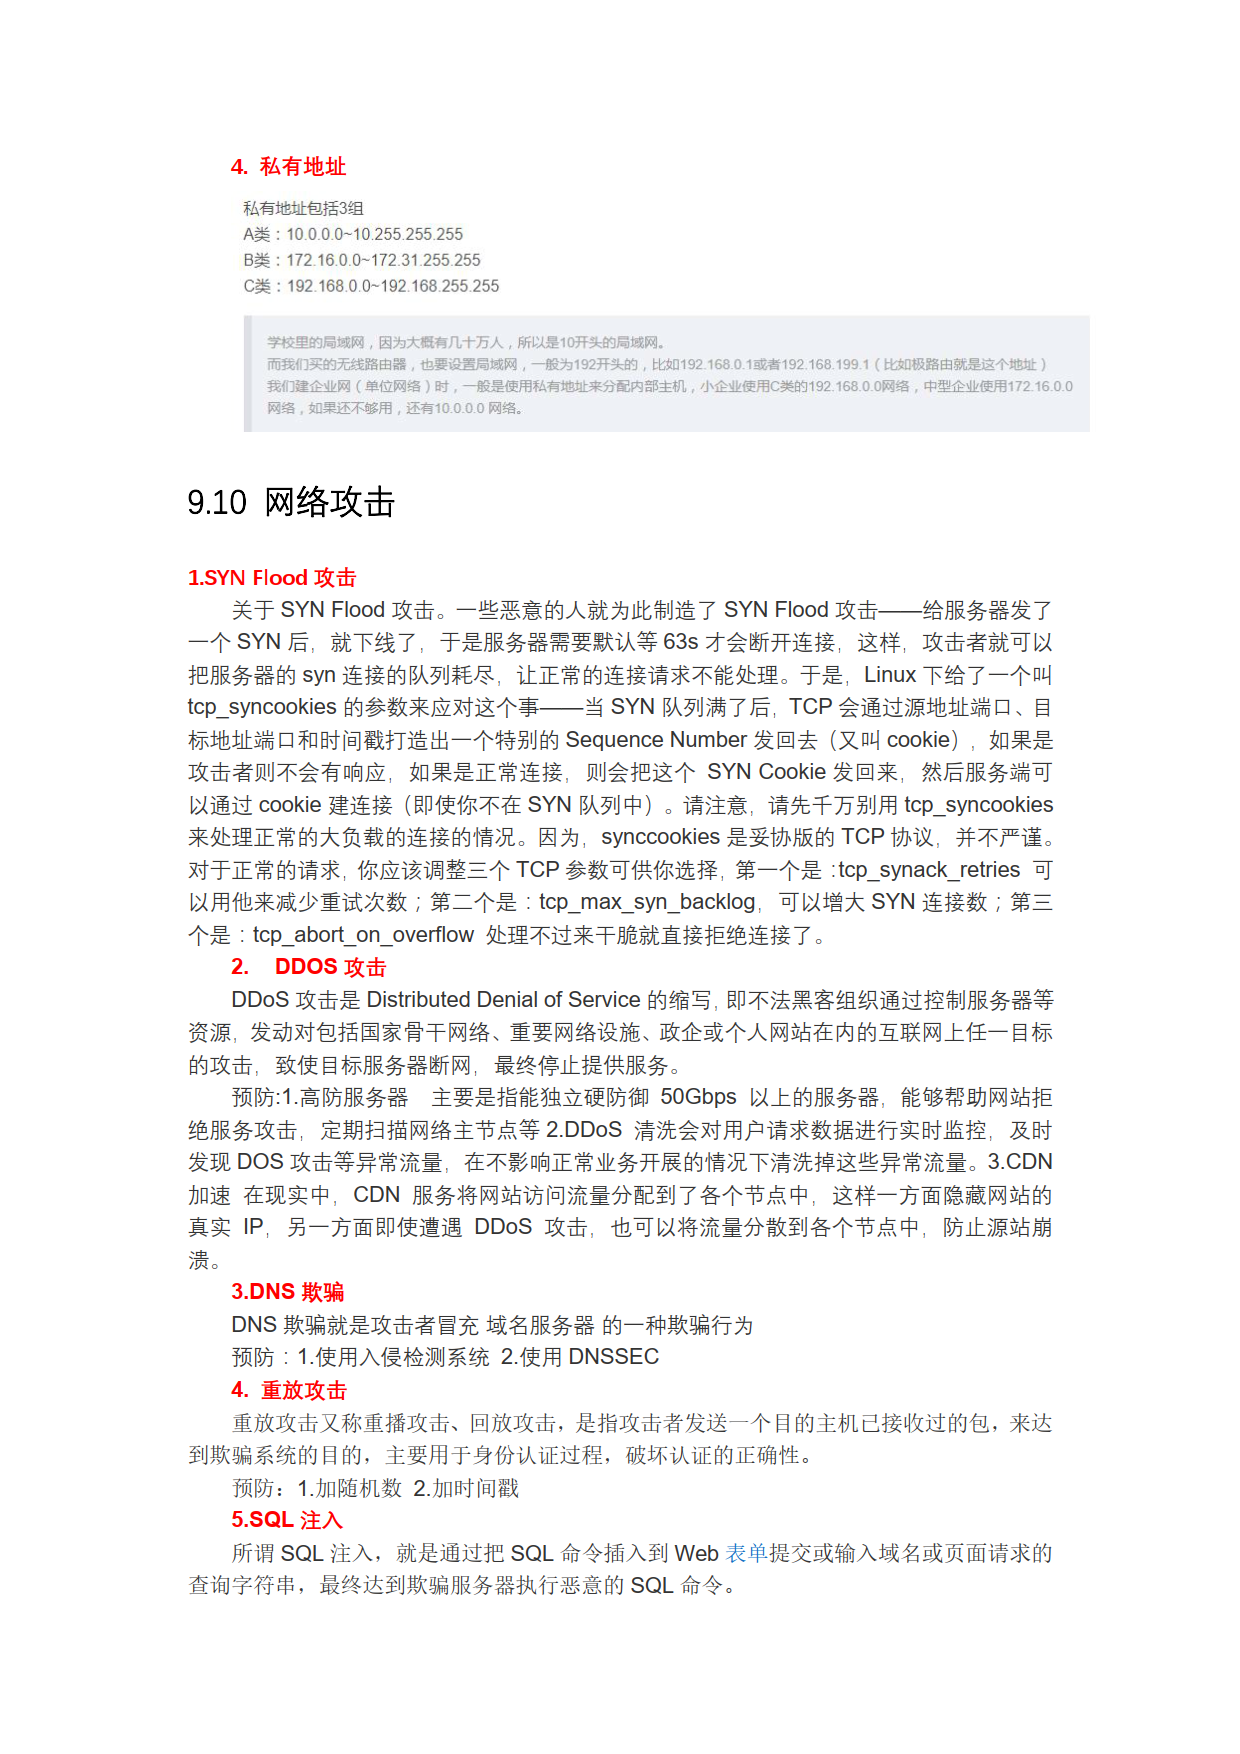 4. 私有地址
私有地址包括3组
A类：10.0.0.0~10.255.255.255
B类：172.16.0.0~172.31.255.255
C类：192.168.0.0~192.168.255.255
学校里的局域网，因为大概有几十万人，所以是10开头的局域网。
而我们买的无线路由器，也要设置局域网，一般为192开头的，比如192.168.0.1或者192.168.199.1（比如极路由就是这个地址）
我们建企业网（单位网络）时，一般是使用私有地址来分配内部主机，小企业使用C类的192.168.0.0网络，中型企业使用172.16.0.0
网络，如果还不够用，还有10.0.0.0 网络。
9.10 网络攻击
1.SYN Flood 攻击
关于 SYN Flood 攻击。一些恶意的人就为此制造了 SYN Flood 攻击——给服务器发了
一个 SYN 后，就下线了，于是服务器需要默认等 63s 才会断开连接，这样，攻击者就可以
把服务器的 syn 连接的队列耗尽，让正常的连接请求不能处理。于是，Linux 下给了一个叫
tcp_syncookies 的参数来应对这个事——当 SYN 队列满了后，TCP 会通过源地址端口、目
标地址端口和时间戳打造出一个特别的 Sequence Number 发回去（又叫 cookie），如果是
攻击者则不会有响应，如果是正常连接，则会把这个 SYN Cookie 发回来，然后服务端可
以通过 cookie 建连接（即使你不在 SYN 队列中）。请注意，请先千万别用 tcp_syncookies
来处理正常的大负载的连接的情况。因为，synccookies 是妥协版的 TCP 协议，并不严谨。
对于正常的请求，你应该调整三个 TCP 参数可供你选择，第一个是：tcp_synack_retries 可
以用他来减少重试次数；第二个是：tcp_max_syn_backlog，可以增大 SYN 连接数；第三
个是：tcp_abort_on_overflow 处理不过来干脆就直接拒绝连接了。
2. DDOS 攻击
DDoS 攻击是 Distributed Denial of Service 的缩写，即不法黑客组织通过控制服务器等
资源，发动对包括国家骨干网络、重要网络设施、政企或个人网站在内的互联网上任一目标
的攻击，致使目标服务器断网，最终停止提供服务。
预防:1.高防服务器 主要是指能独立硬防御 50Gbps 以上的服务器，能够帮助网站拒
绝服务攻击，定期扫描网络主节点等 2.DDoS 清洗会对用户请求数据进行实时监控，及时
发现 DOS 攻击等异常流量，在不影响正常业务开展的情况下清洗掉这些异常流量。3.CDN
加速 在现实中，CDN 服务将网站访问流量分配到了各个节点中，这样一方面隐藏网站的
真实 IP，另一方面即使遭遇 DDoS 攻击，也可以将流量分散到各个节点中，防止源站崩
溃。
3.DNS 欺骗
DNS 欺骗就是攻击者冒充 域名服务器 的一种欺骗行为
预防：1.使用入侵检测系统 2.使用 DNSSEC
4. 重放攻击
重放攻击又称重播攻击、回放攻击，是指攻击者发送一个目的主机已接收过的包，来达
到欺骗系统的目的，主要用于身份认证过程，破坏认证的正确性。
预防：1.加随机数 2.加时间戳
5.SQL 注入
所谓 SQL 注入，就是通过把 SQL 命令插入到 Web 表单提交或输入域名或页面请求的
查询字符串，最终达到欺骗服务器执行恶意的 SQL 命令。